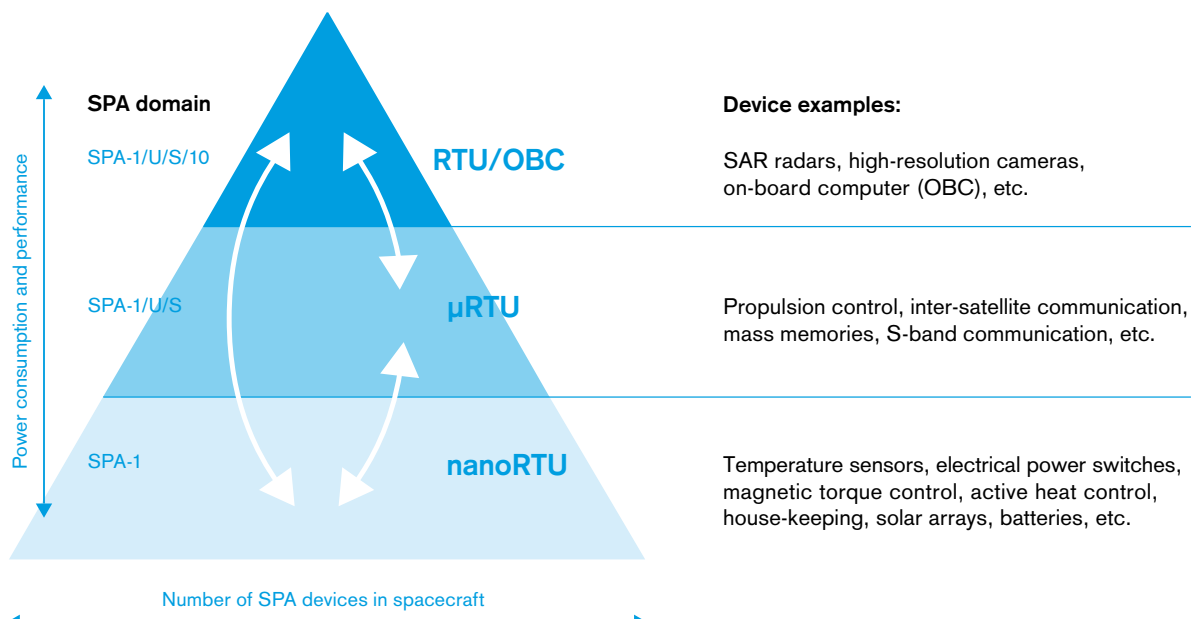 SPA domain
Device examples:
SPA-1/U/S/10
RTU/OBC
SAR radars, high-resolution cameras,
on-board computer (OBC), etc.
Power consumption and performance
SPA-1/U/S
µRTU
Propulsion control, inter-satellite communication,
mass memories, S-band communication, etc.
SPA-1
nanoRTU
Temperature sensors, electrical power switches,
magnetic torque control, active heat control,
house-keeping, solar arrays, batteries, etc.
Number of SPA devices in spacecraft